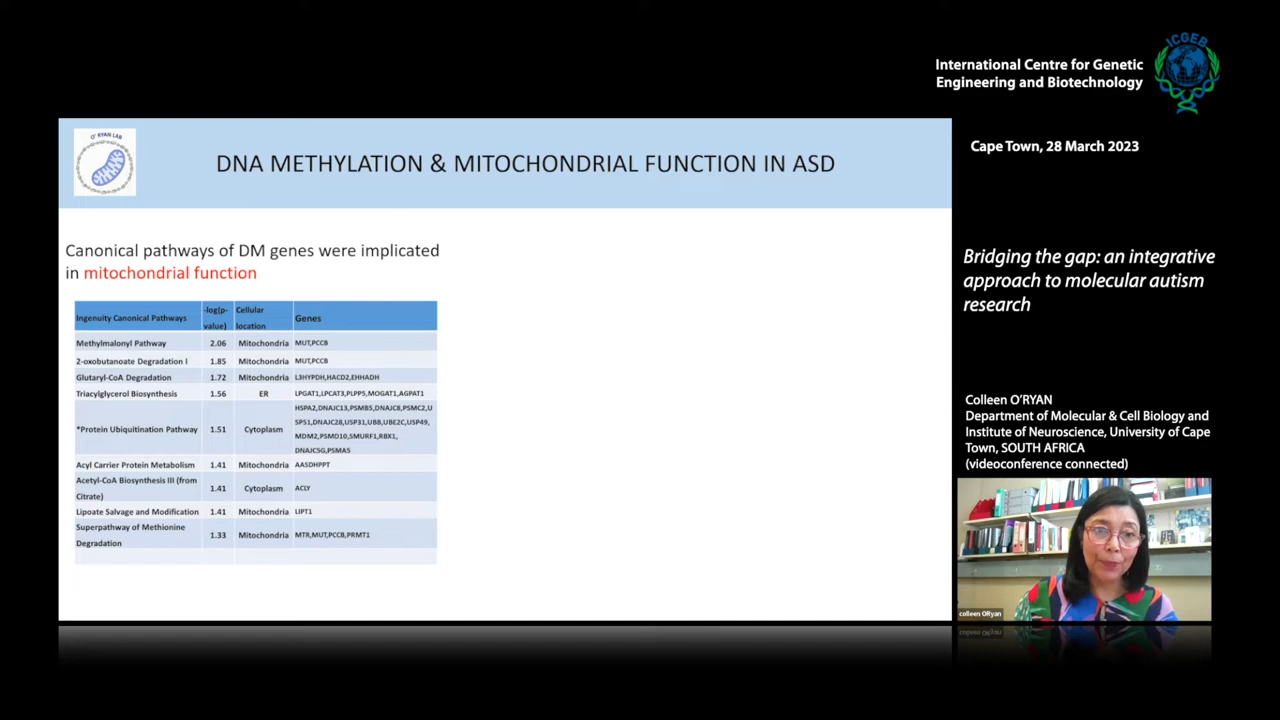 ICGEB
International Centre for Genetic
Engineering and Biotechnology
Cape Town, 28 March 2023
Bridging the gap: an integrative
approach to molecular autism
research
Colleen O'RYAN
Department of Molecular & Cell Biology and
Institute of Neuroscience, University of Cape
Town, SOUTH AFRICA
(videoconference connected)
colleen ORyan
O' RYAN LAB
DNA METHYLATION & MITOCHONDRIAL FUNCTION IN ASD
Canonical pathways of DM genes were implicated
in mitochondrial function
Ingenuity Canonical Pathways -log(p-value) Cellular location Genes
Methylmalonyl Pathway 2.06 Mitochondria MUT,PCCB
2-oxobutanoate Degradation I 1.85 Mitochondria MUT,PCCB
Glutaryl-CoA Degradation 1.72 Mitochondria L3HYPDH,HACD2,EHHADH
Triacylglycerol Biosynthesis 1.56 ER LPGAT1,LPCAT3,PLPP5,MOGAT1,AGPAT1
*Protein Ubiquitination Pathway 1.51 Cytoplasm HSPA2,DNAJC13,PSMB5,DNAJC8,PSMC2,U
SP51,DNAJC28,USP31,UBB,UBE2C,USP49,
MDM2,PSMD10,SMURF1,RBX1,
DNAJC5G,PSMA5
Acyl Carrier Protein Metabolism 1.41 Mitochondria AASDHPPT
Acetyl-CoA Biosynthesis III (from
Citrate) 1.41 Cytoplasm ACLY
Lipoate Salvage and Modification 1.41 Mitochondria LIPT1
Superpathway of Methionine
Degradation 1.33 Mitochondria MTR,MUT,PCCB,PRMT1